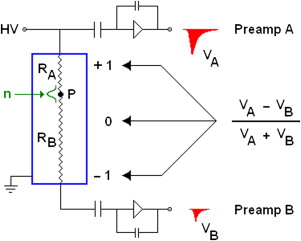 HV
Preamp A
V_A
R_A
+ 1
n
P
0
V_A − V_B
V_A + V_B
R_B
− 1
Preamp B
V_B